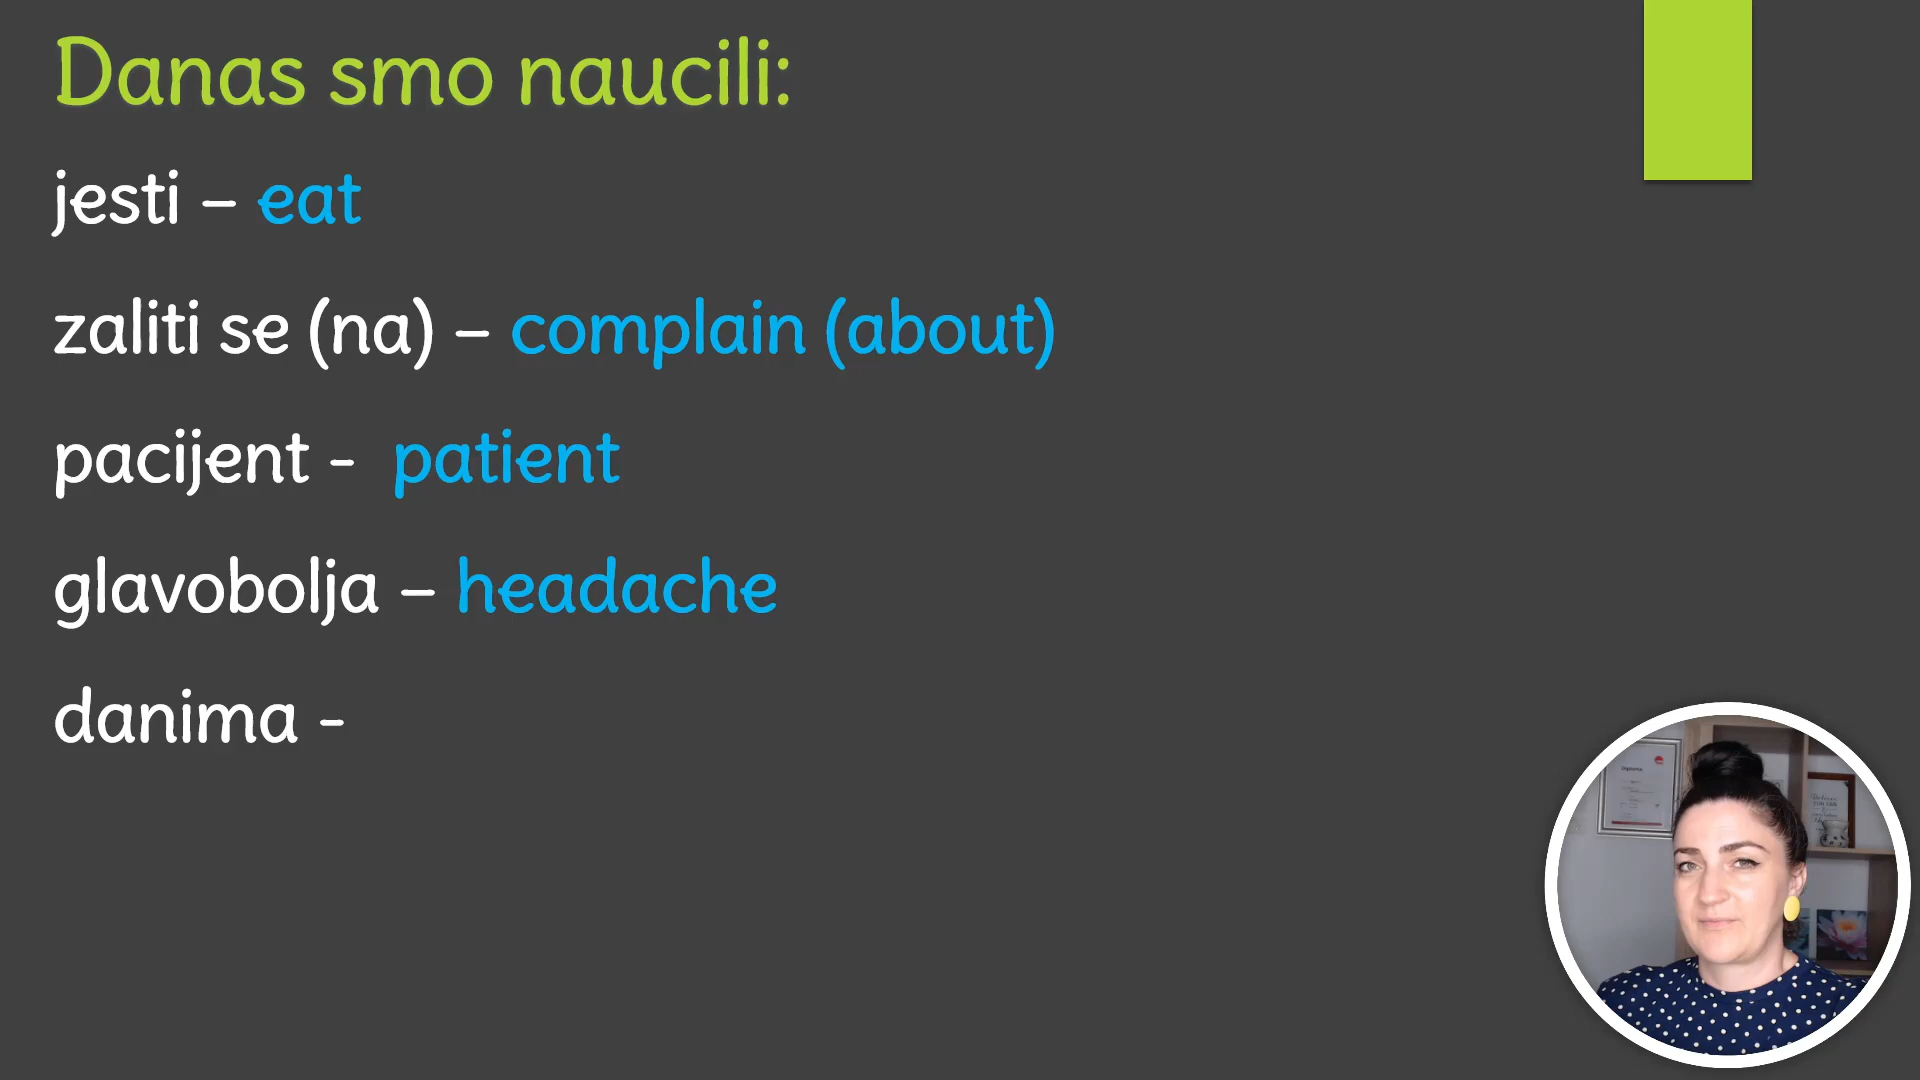 Danas smo naucili:
jesti – eat
zaliti se (na) – complain (about)
pacijent - patient
glavobolja – headache
danima -